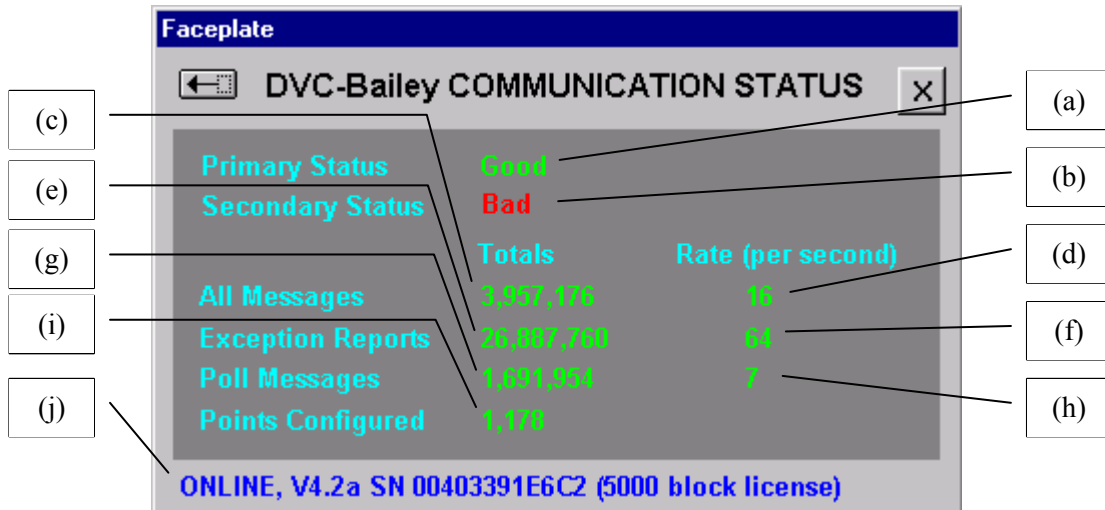 Faceplate
DVC-Bailey COMMUNICATION STATUS X
(a)
(c)
Primary Status Good
(b)
(e)
Secondary Status Bad
Totals Rate (per second)
(d)
(g)
All Messages 3,957,176 16
(i)
Exception Reports 26,887,760 64
(f)
Poll Messages 1,691,954 7
(h)
(j)
Points Configured 1,178
ONLINE, V4.2a SN 00403391E6C2 (5000 block license)